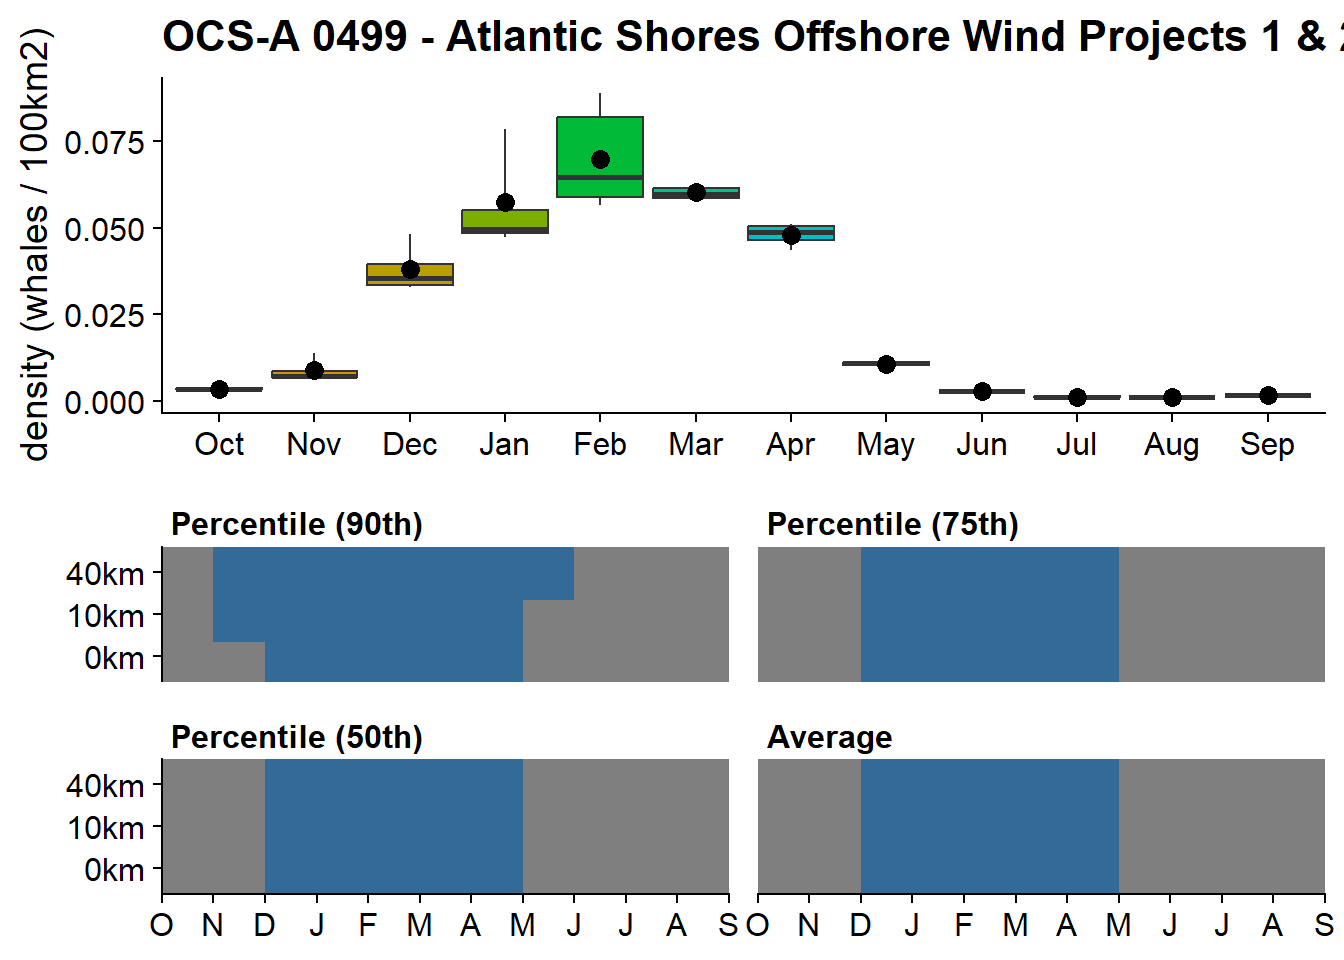 OCS-A 0499 - Atlantic Shores Offshore Wind Projects 1 &
density (whales / 100km2)
0.075
0.050
0.025
0.000
Oct Nov Dec Jan Feb Mar Apr May Jun Jul Aug Sep
Percentile (90th) Percentile (75th)
40km
10km
0km
Percentile (50th) Average
40km
10km
0km
O N D J F M A M J J A S O N D J F M A M J J A S